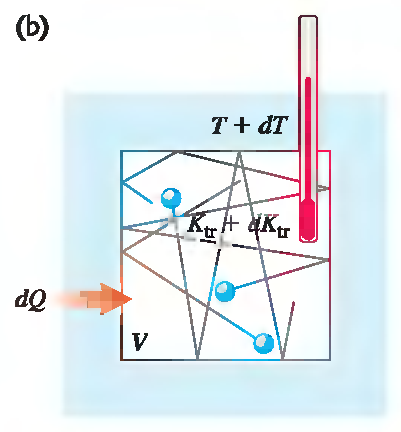 (b)
T + dT
K_tr + dK_tr
dQ
V